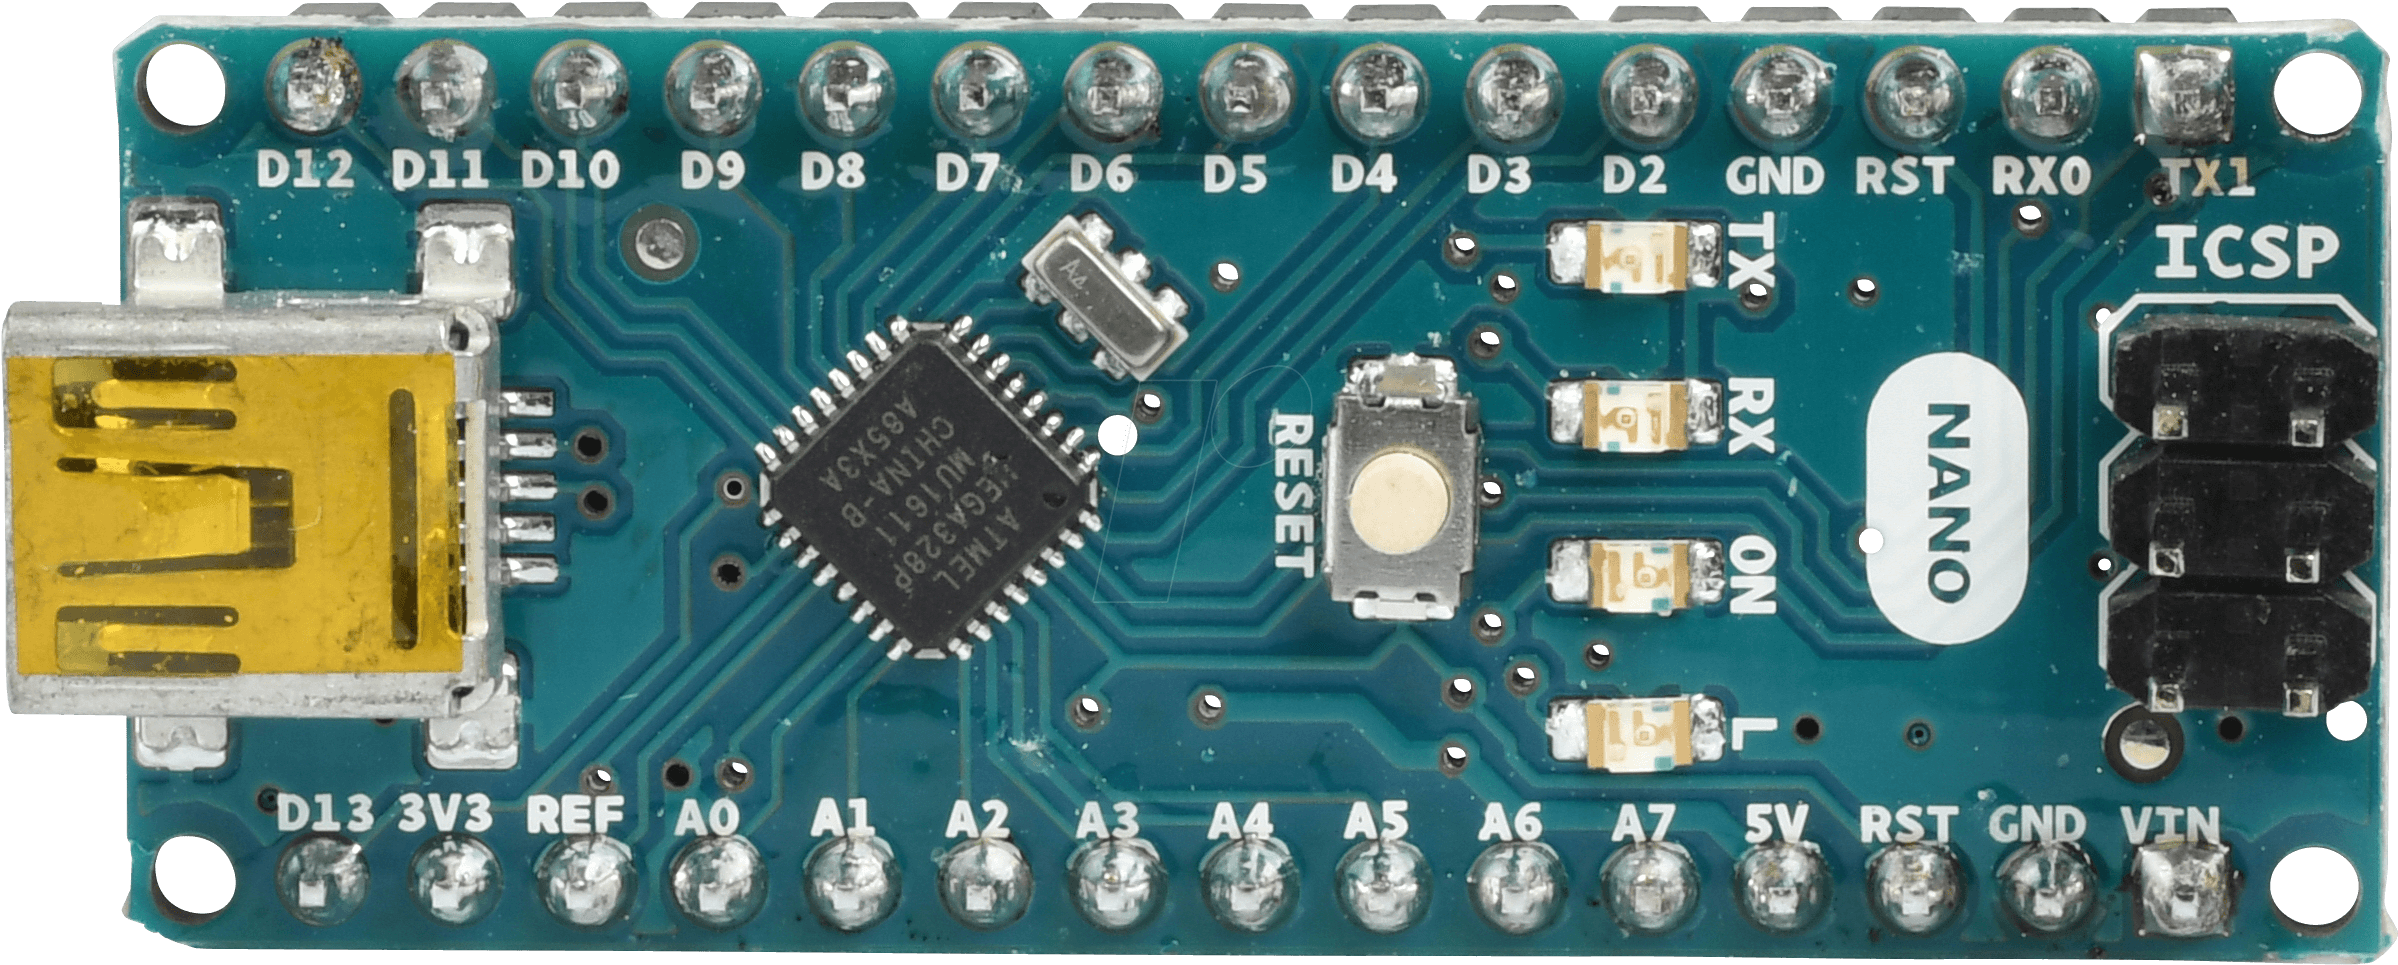 D12 D11 D10 D9 D8 D7 D6 D5 D4 D3 D2 GND RST RX0 TX1
ICSP
TX
RX
ON
L
RESET
NANO
A4
ATMEL
MEGA328P
MU1611
CHINA-B
A85X3A
D13 3V3 REF A0 A1 A2 A3 A4 A5 A6 A7 5V RST GND VIN